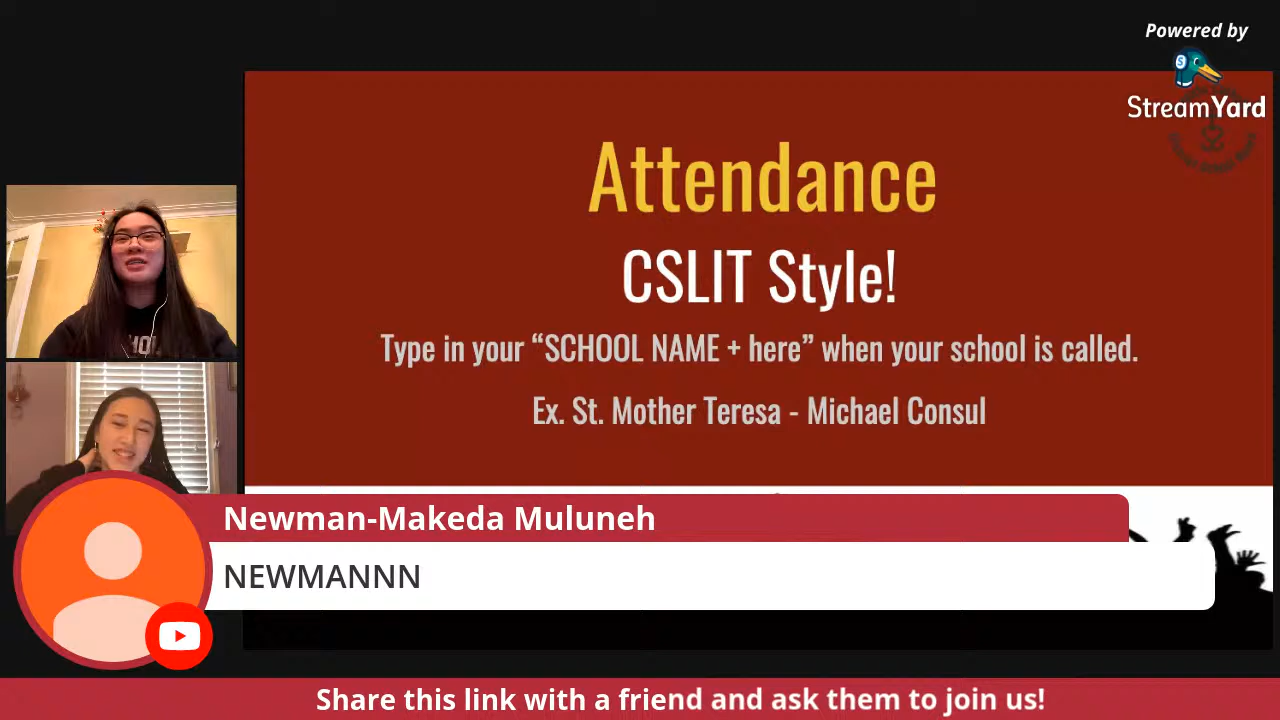 Powered by
StreamYard
Attendance
CSLIT Style!
Type in your “SCHOOL NAME + here” when your school is called.
Ex. St. Mother Teresa - Michael Consul
Newman-Makeda Muluneh
NEWMANNN
Share this link with a friend and ask them to join us!